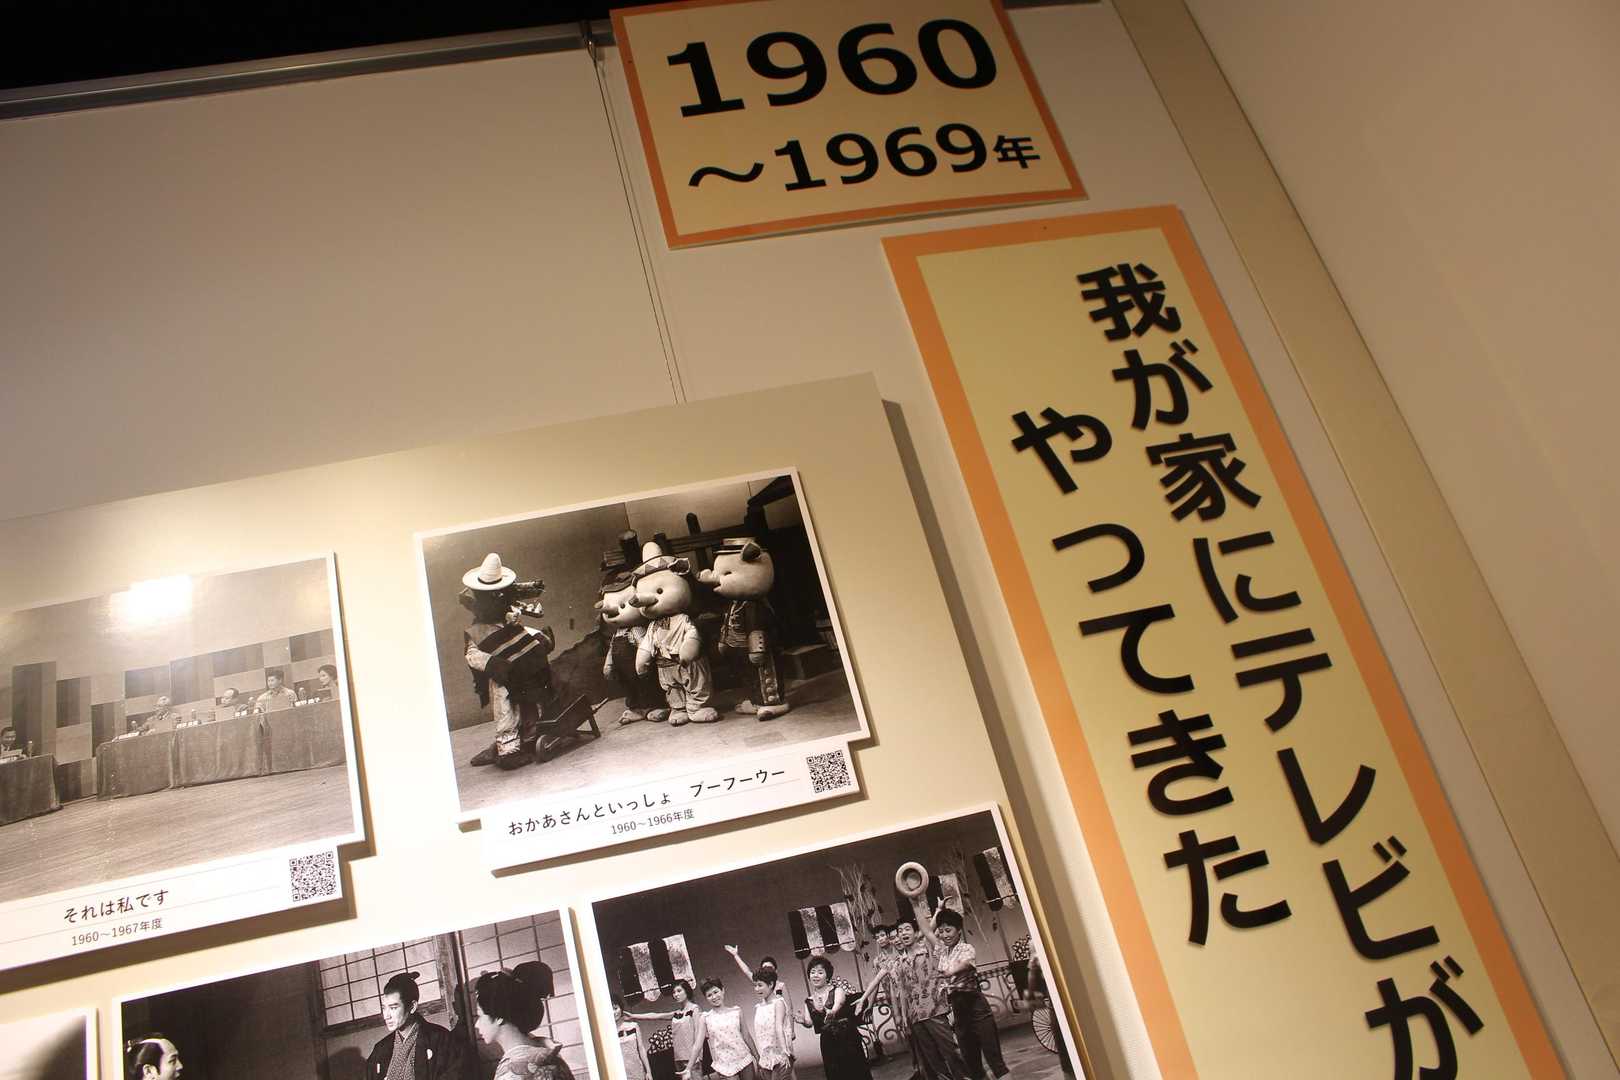 1960
～1969年
我が家にテレビが
やってきた
おかあさんといっしょ　ブーフーウー
1960～1966年度
それは私です
1960～1967年度